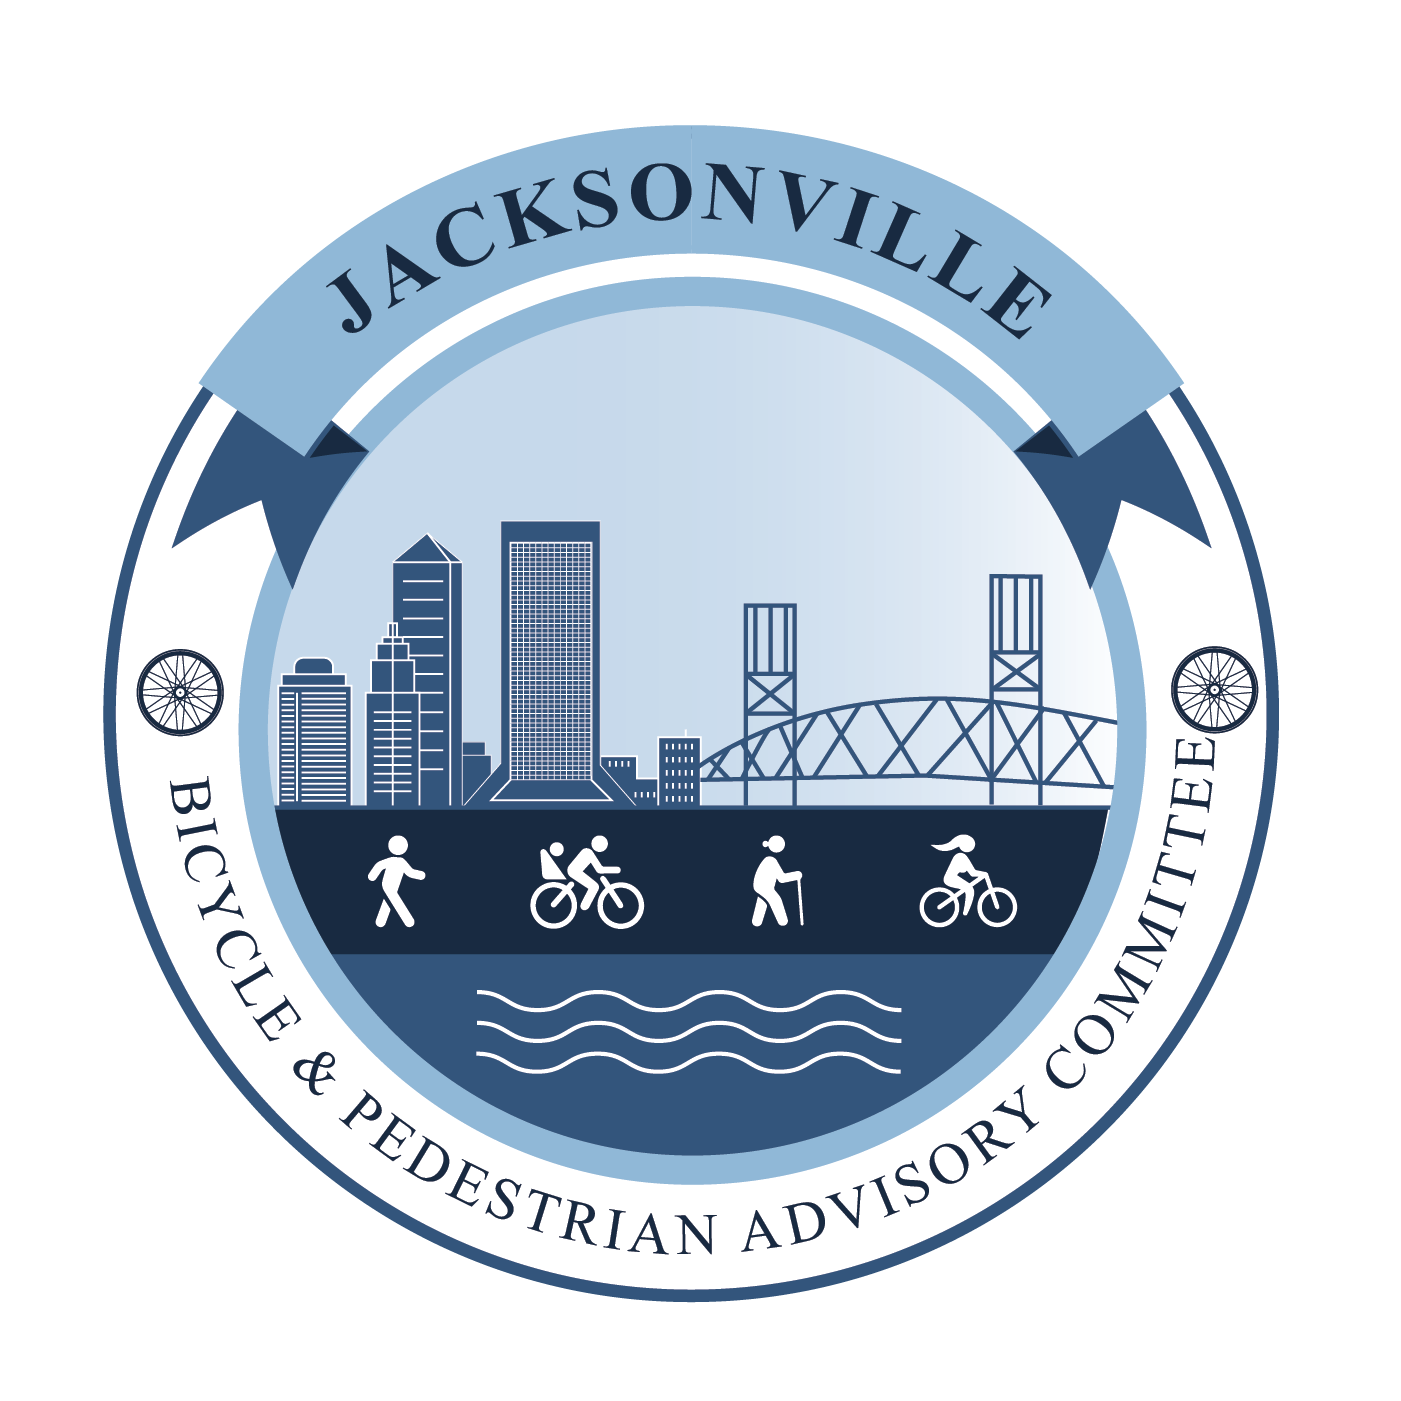 JACKSONVILLE
BICYCLE & PEDESTRIAN ADVISORY COMMITTEE